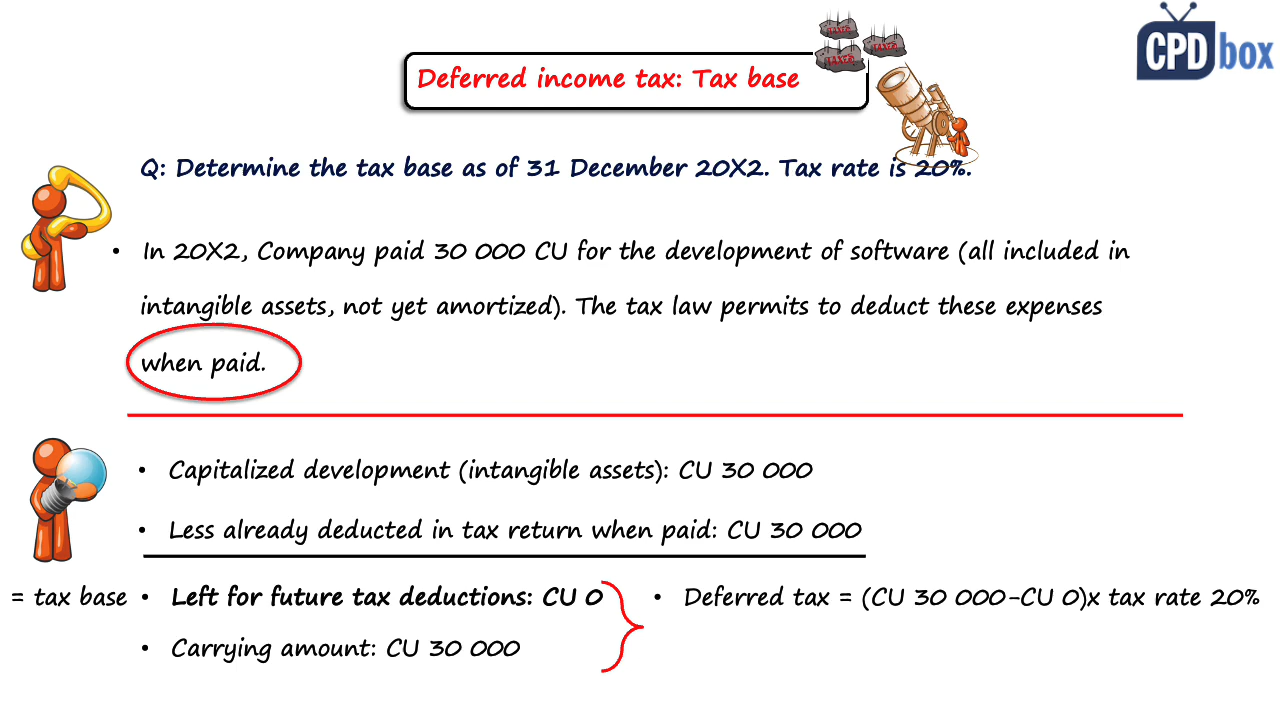 CPD box
TAXES
TAXES
TAXES
Deferred income tax: Tax base
Q: Determine the tax base as of 31 December 20X2. Tax rate is 20%.
• In 20X2, Company paid 30 000 CU for the development of software (all included in
intangible assets, not yet amortized). The tax law permits to deduct these expenses
when paid.
• Capitalized development (intangible assets): CU 30 000
• Less already deducted in tax return when paid: CU 30 000
= tax base • Left for future tax deductions: CU 0 • Deferred tax = (CU 30 000-CU 0)x tax rate 20%
• Carrying amount: CU 30 000